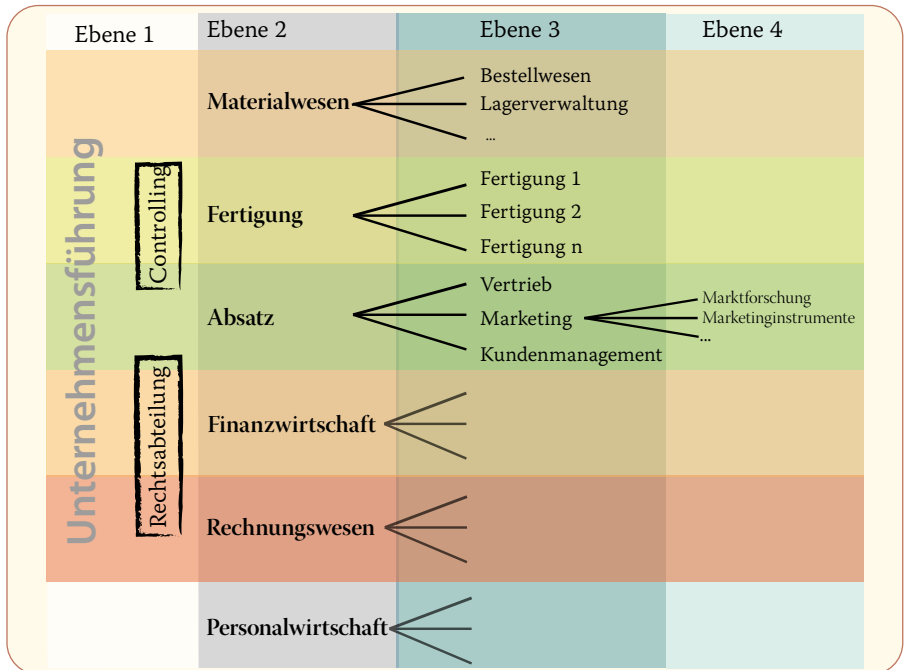 Ebene 1 Ebene 2 Ebene 3 Ebene 4
Unternehmensführung
Controlling
Rechtsabteilung
Materialwesen
Bestellwesen
Lagerverwaltung
...
Fertigung
Fertigung 1
Fertigung 2
Fertigung n
Absatz
Vertrieb
Marketing
Kundenmanagement
Marktforschung
Marketinginstrumente
...
Finanzwirtschaft
Rechnungswesen
Personalwirtschaft